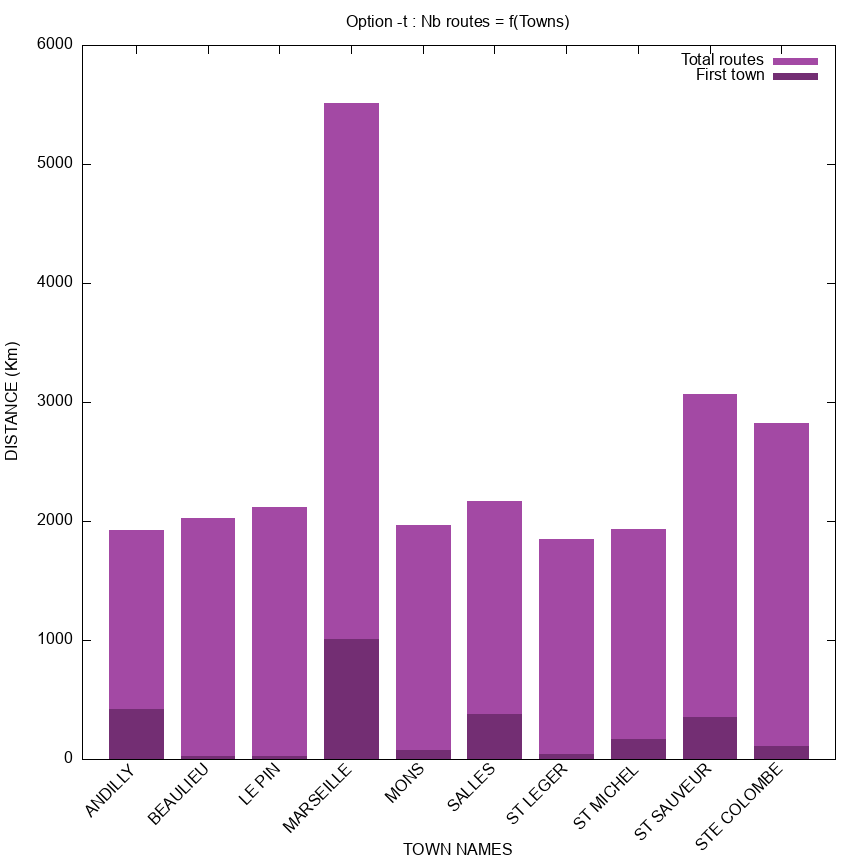 Option -t : Nb routes = f(Towns)
6000
5000
4000
3000
2000
1000
0
DISTANCE (Km)
Total routes
First town
ANDILLY
BEAULIEU
LE PIN
MARSEILLE
MONS
SALLES
ST LEGER
ST MICHEL
ST SAUVEUR
STE COLOMBE
TOWN NAMES